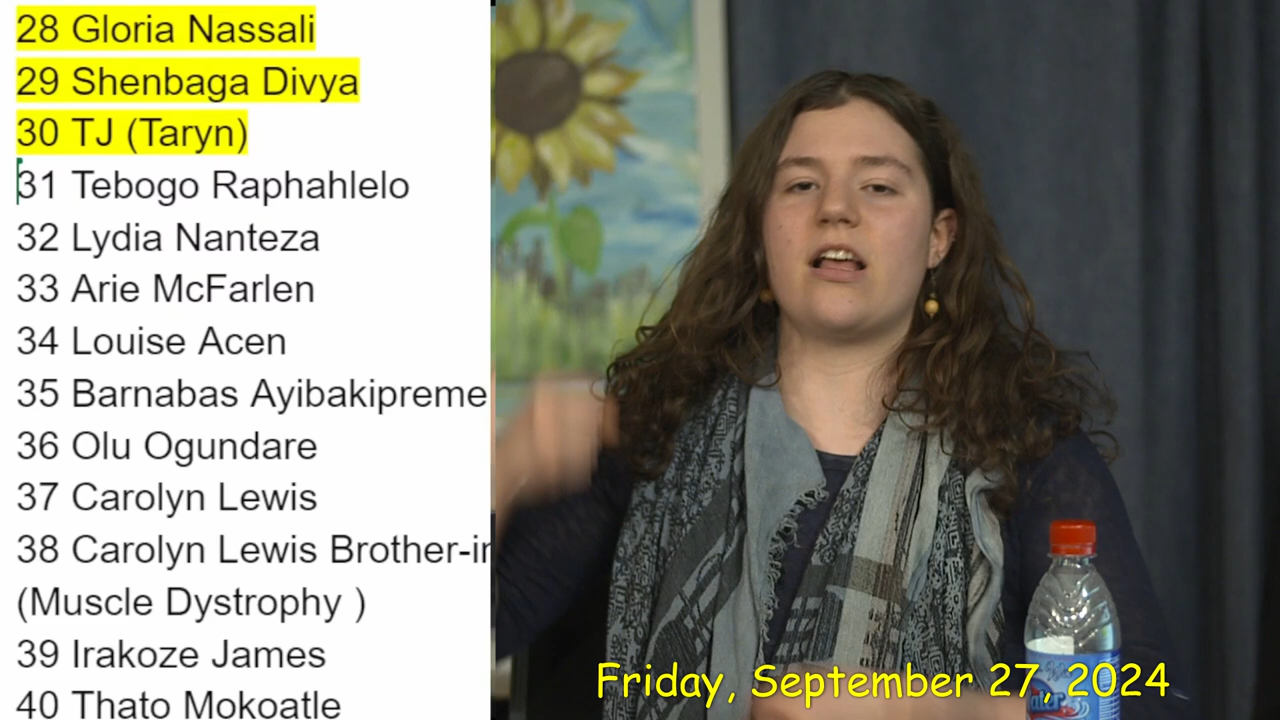 28 Gloria Nassali
29 Shenbaga Divya
30 TJ (Taryn)
31 Tebogo Raphahlelo
32 Lydia Nanteza
33 Arie McFarlen
34 Louise Acen
35 Barnabas Ayibakipreme
36 Olu Ogundare
37 Carolyn Lewis
38 Carolyn Lewis Brother-in
(Muscle Dystrophy )
39 Irakoze James
40 Thato Mokoatle
Friday, September 27, 2024